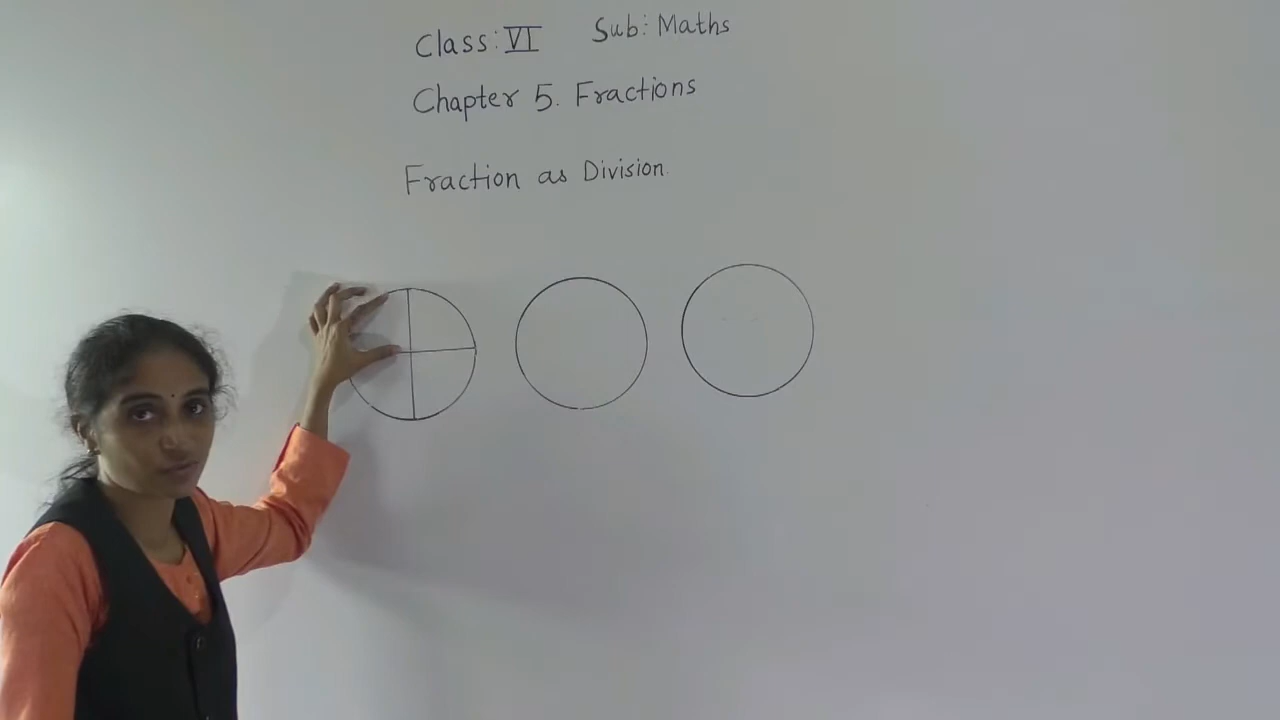 Class: VI Sub: Maths
Chapter 5. Fractions
Fraction as Division.